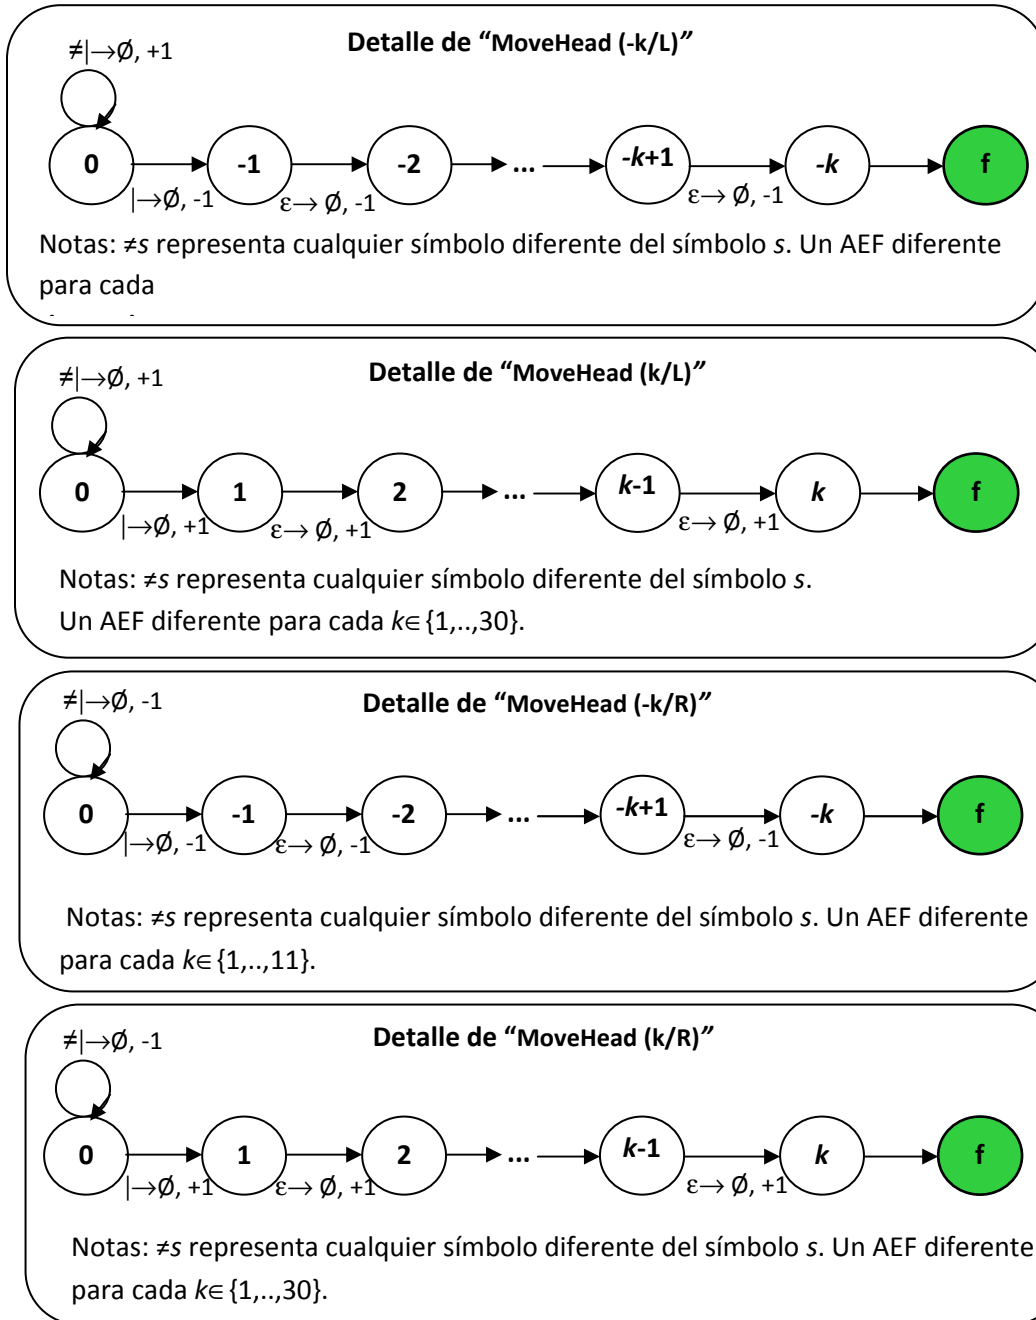 Detalle de “MoveHead (-k/L)”
≠|→Ø, +1
0 -1 -2 ... -k+1 -k f
|→Ø, -1 ε→ Ø, -1 ε→ Ø, -1
Notas: ≠s representa cualquier símbolo diferente del símbolo s. Un AEF diferente
para cada
Detalle de “MoveHead (k/L)”
≠|→Ø, +1
0 1 2 ... k-1 k f
|→Ø, +1 ε→ Ø, +1 ε→ Ø, +1
Notas: ≠s representa cualquier símbolo diferente del símbolo s.
Un AEF diferente para cada k∈{1,..,30}.
Detalle de “MoveHead (-k/R)”
≠|→Ø, -1
0 -1 -2 ... -k+1 -k f
|→Ø, -1 ε→ Ø, -1 ε→ Ø, -1
Notas: ≠s representa cualquier símbolo diferente del símbolo s. Un AEF diferente
para cada k∈{1,..,11}.
Detalle de “MoveHead (k/R)”
≠|→Ø, -1
0 1 2 ... k-1 k f
|→Ø, +1 ε→ Ø, +1 ε→ Ø, +1
Notas: ≠s representa cualquier símbolo diferente del símbolo s. Un AEF diferente
para cada k∈{1,..,30}.